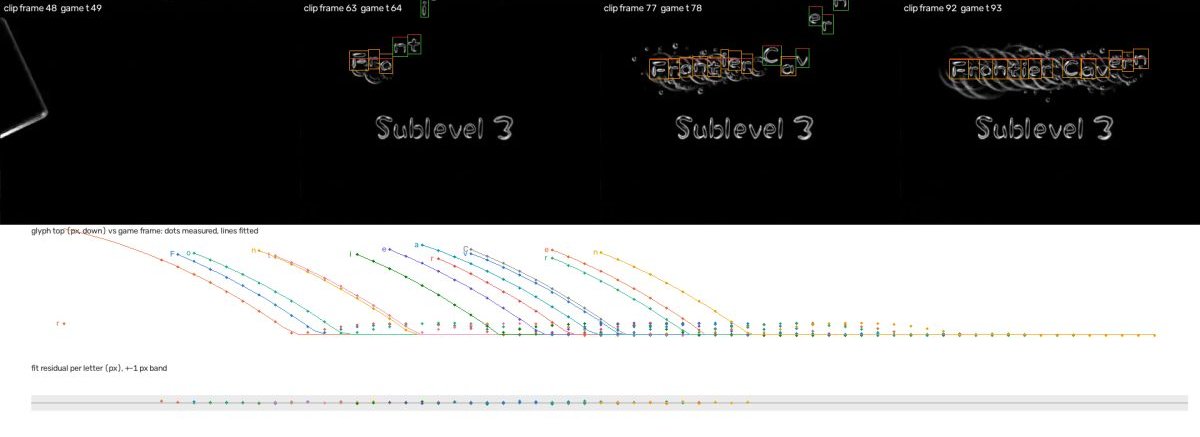 clip frame 48 game t 49
clip frame 63 game t 64
clip frame 77 game t 78
clip frame 92 game t 93
F r o n t i
Frontier Cav e r n
Frontier Cavern
Sublevel 3
Sublevel 3
Sublevel 3
glyph top (px, down) vs game frame: dots measured, lines fitted
r
F
o
n
i
e
r
a
C
v
e
r
n
fit residual per letter (px), +-1 px band